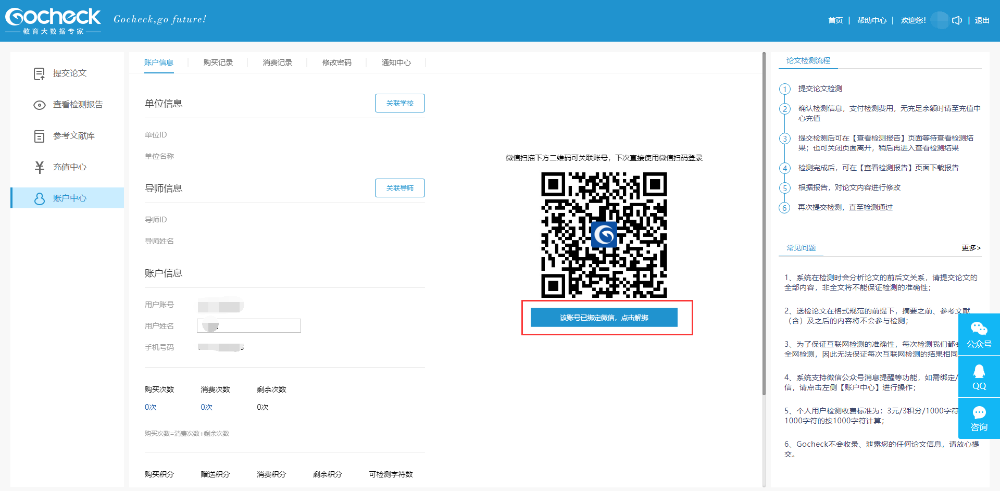 Gocheck
教育大数据专家
Gocheck,go future!
首页 | 帮助中心 | 欢迎您! | 退出
提交论文
查看检测报告
参考文献库
充值中心
账户中心
账户信息
购买记录
消费记录
修改密码
通知中心
单位信息
关联学校
单位ID
单位名称
导师信息
关联导师
导师ID
导师姓名
账户信息
用户账号
用户姓名
手机号码
购买次数 消费次数 剩余次数
0次 0次 0次
购买次数=消费次数+剩余次数
购买积分 赠送积分 消费积分 剩余积分 可检测字符数
微信扫描下方二维码可关联账号，下次直接使用微信扫码登录
该账号已绑定微信，点击解绑
论文检测流程
1 提交论文检测
2 确认检测信息，支付检测费用，无充足余额时请至充值中
心充值
3 提交检测后可在【查看检测报告】页面等待查看检测结
果；也可关闭页面离开，稍后再进入查看检测结果
4 检测完成后，可在【查看检测报告】页面下载报告
5 根据报告，对论文内容进行修改
6 再次提交检测，直至检测通过
常见问题 更多>
1、系统在检测时会分析论文的前后文关系，请提交论文的
全部内容，非全文将不能保证检测的准确性；
2、送检论文在格式规范的前提下，摘要之前、参考文献
（含）及之后的内容将不会参与检测；
3、为了保证互联网检测的准确性，每次检测我们都
全网检测，因此无法保证每次互联网检测的结果相同
4、系统支持微信公众号消息提醒等功能，如需绑定/
信，请点击左侧【账户中心】进行操作；
5、个人用户检测收费标准为：3元/3积分/1000字符
1000字符的按1000字符计算；
6、Gocheck不会收录、泄露您的任何论文信息，请放心提
交。
公众号
QQ
咨询